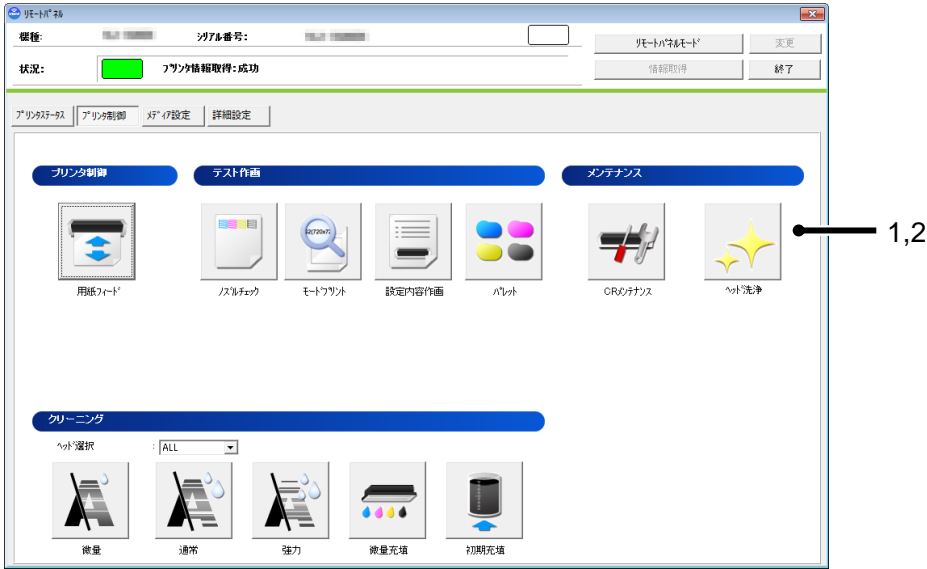 リモートパネル
機種:
シリアル番号:
リモートパネルモード
変更
状況:
プリンタ情報取得:成功
情報取得
終了
プリンタステータス
プリンタ制御
メディア設定
詳細設定
プリンタ制御
テスト作画
メンテナンス
用紙フィード
ノズルチェック
モードプリント
設定内容作画
パレット
CRメンテナンス
ヘッド洗浄
1,2
クリーニング
ヘッド選択
:
ALL
微量
通常
強力
微量充填
初期充填